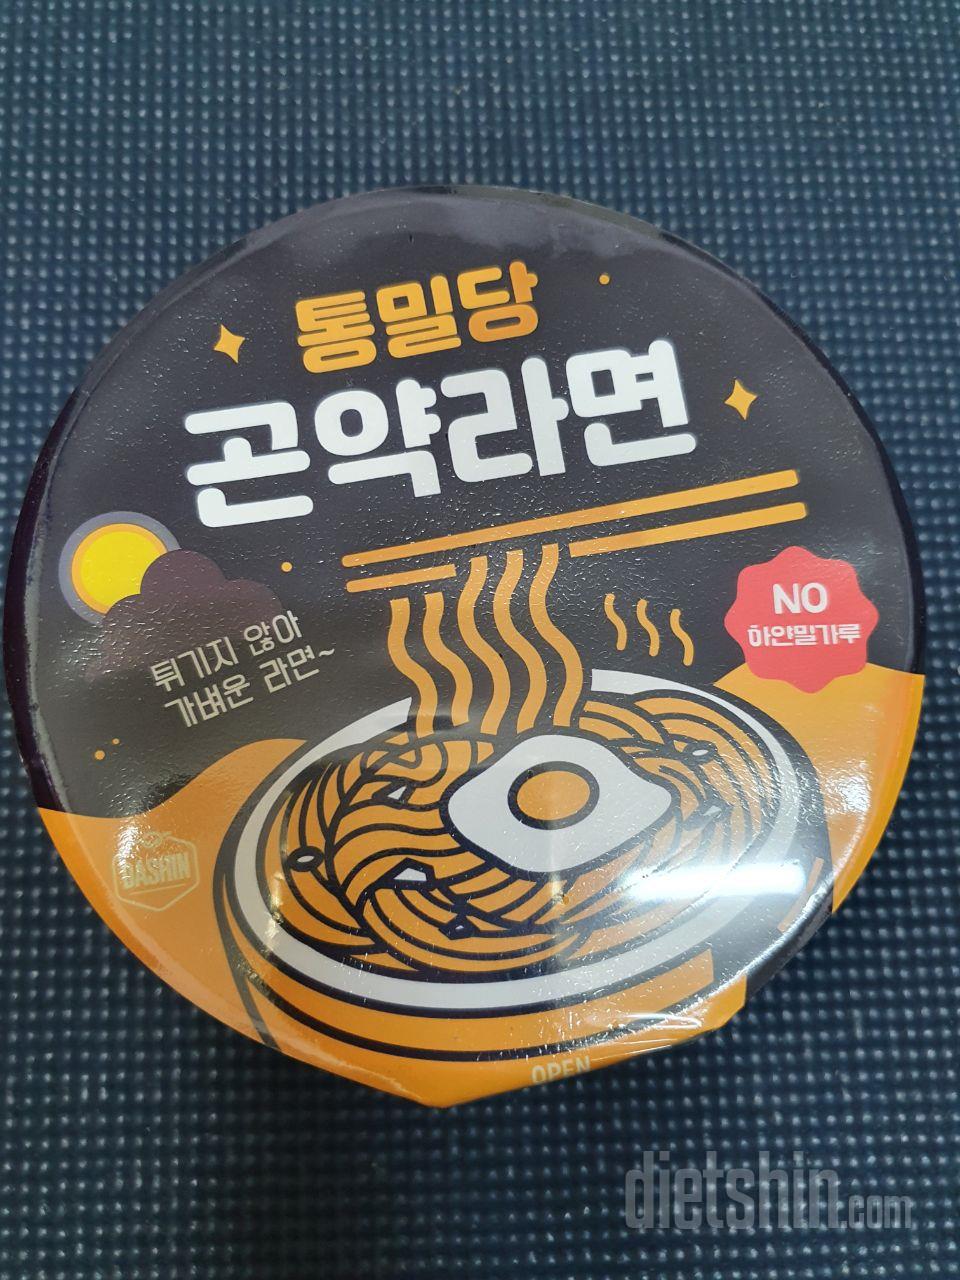 통밀당
곤약라면
NO
하얀밀가루
튀기지 않아
가벼운 라면~
DASHIN
OPEN
dietshin.com